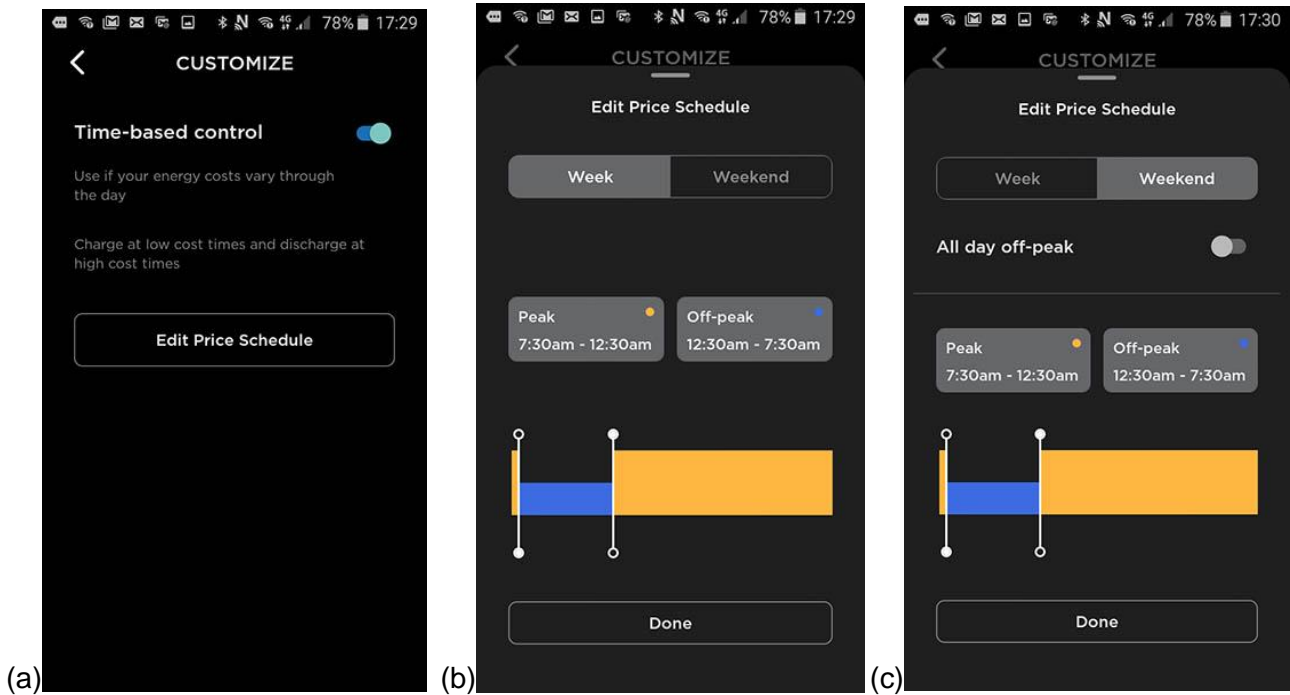 4G 78% 17:29
CUSTOMIZE
Time-based control
Use if your energy costs vary through
the day
Charge at low cost times and discharge at
high cost times
Edit Price Schedule
(a)
4G 78% 17:29
CUSTOMIZE
Edit Price Schedule
Week Weekend
Peak Off-peak
7:30am - 12:30am 12:30am - 7:30am
Done
(b)
4G 78% 17:30
CUSTOMIZE
Edit Price Schedule
Week Weekend
All day off-peak
Peak Off-peak
7:30am - 12:30am 12:30am - 7:30am
Done
(c)